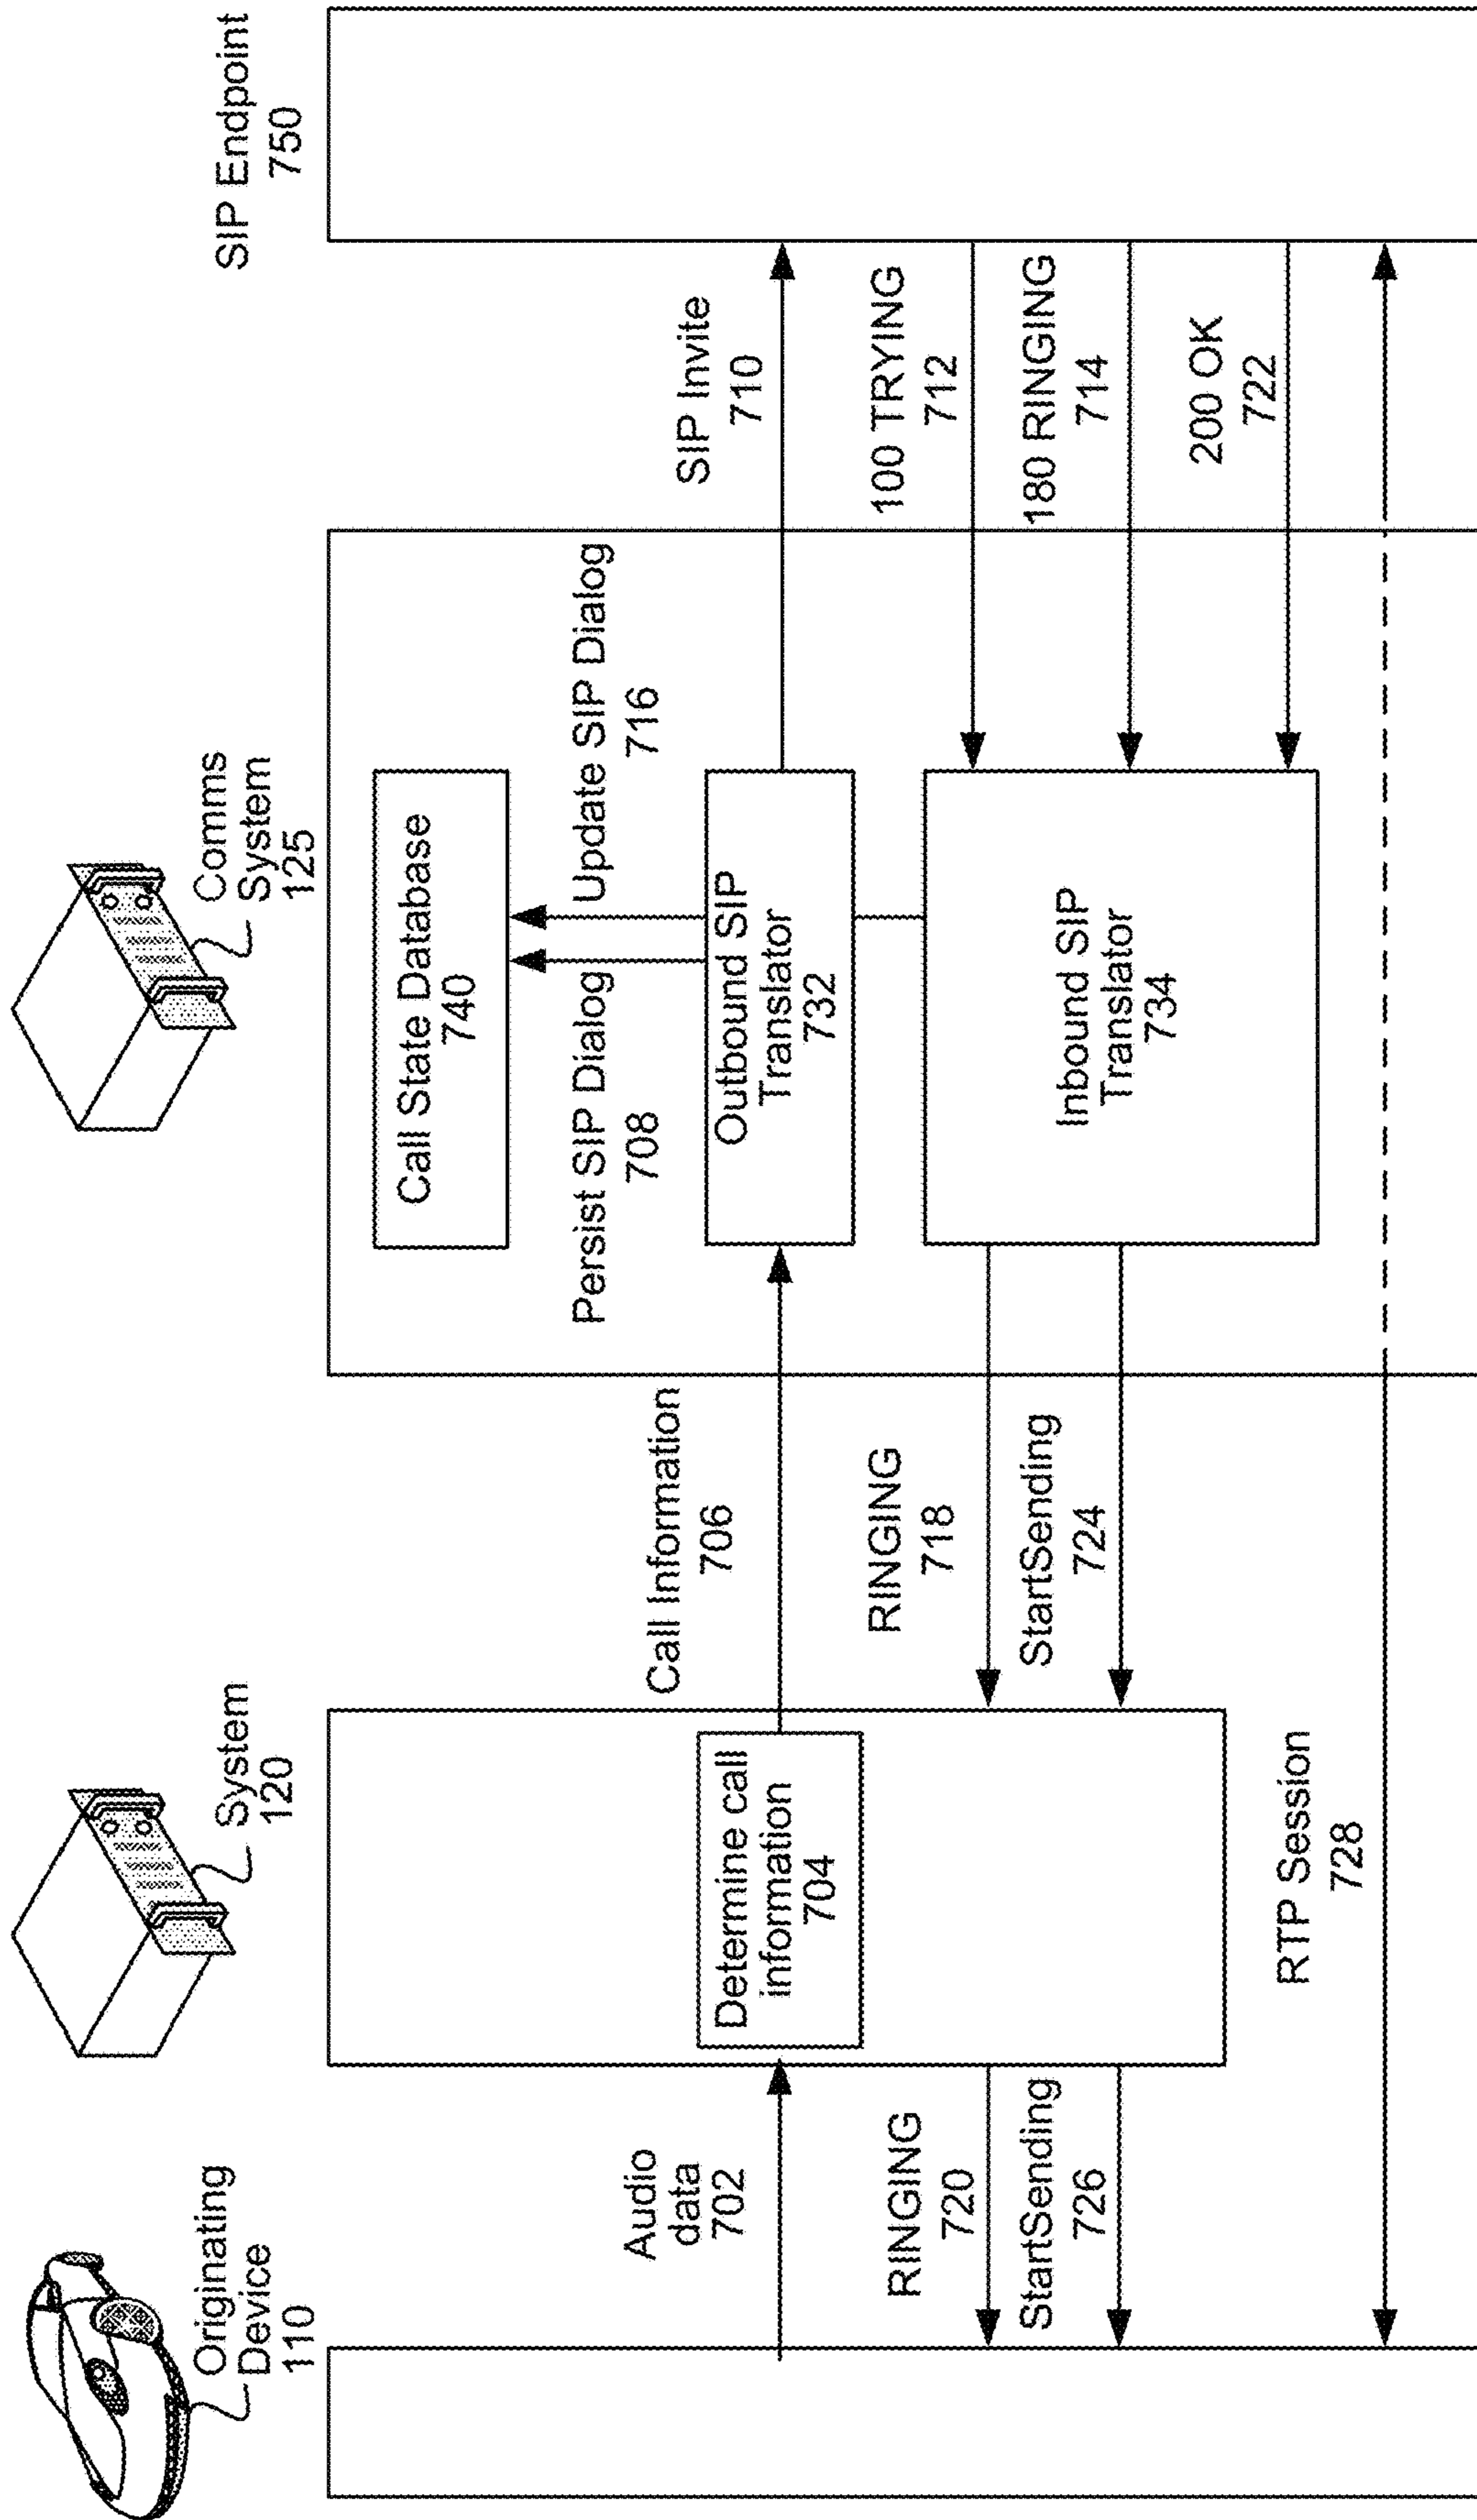 Originating
Device
110
System
120
Comms
System
125
SIP Endpoint
750
Audio
data
702
Determine call
information
704
Call Information
706
Call State Database
740
Persist SIP Dialog
708
Update SIP Dialog
716
Outbound SIP
Translator
732
SIP Invite
710
Inbound SIP
Translator
734
100 TRYING
712
180 RINGING
714
RINGING
718
RINGING
720
200 OK
722
StartSending
724
StartSending
726
RTP Session
728